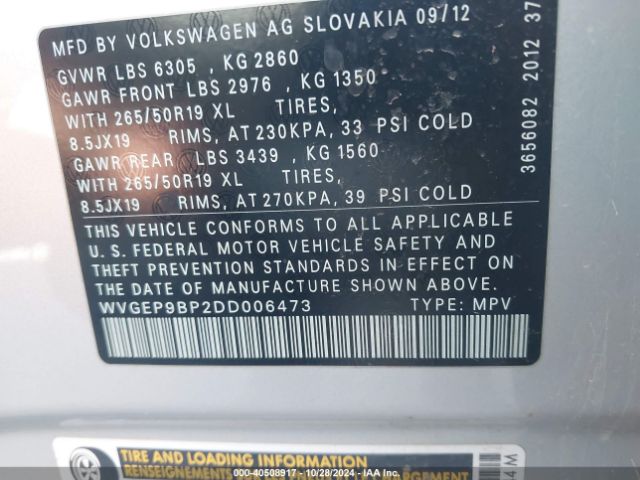 MFD BY VOLKSWAGEN AG SLOVAKIA 09/12
GVWR LBS 6305 , KG 2860
GAWR FRONT LBS 2976 , KG 1350
WITH 265/50R19 XL TIRES,
8.5JX19 RIMS, AT 230KPA, 33 PSI COLD
GAWR REAR LBS 3439 , KG 1560
WITH 265/50R19 XL TIRES,
8.5JX19 RIMS, AT 270KPA, 39 PSI COLD
THIS VEHICLE CONFORMS TO ALL APPLICABLE
U.S. FEDERAL MOTOR VEHICLE SAFETY AND
THEFT PREVENTION STANDARDS IN EFFECT ON
THE DATE OF MANUFACTURE SHOWN ABOVE.
WVGEP9BP2DD006473 TYPE: MPV
3656082 2012 37
TIRE AND LOADING INFORMATION
RENSEIGNEMENTS
000-40508917 - 10/28/2024 - IAAI.COM